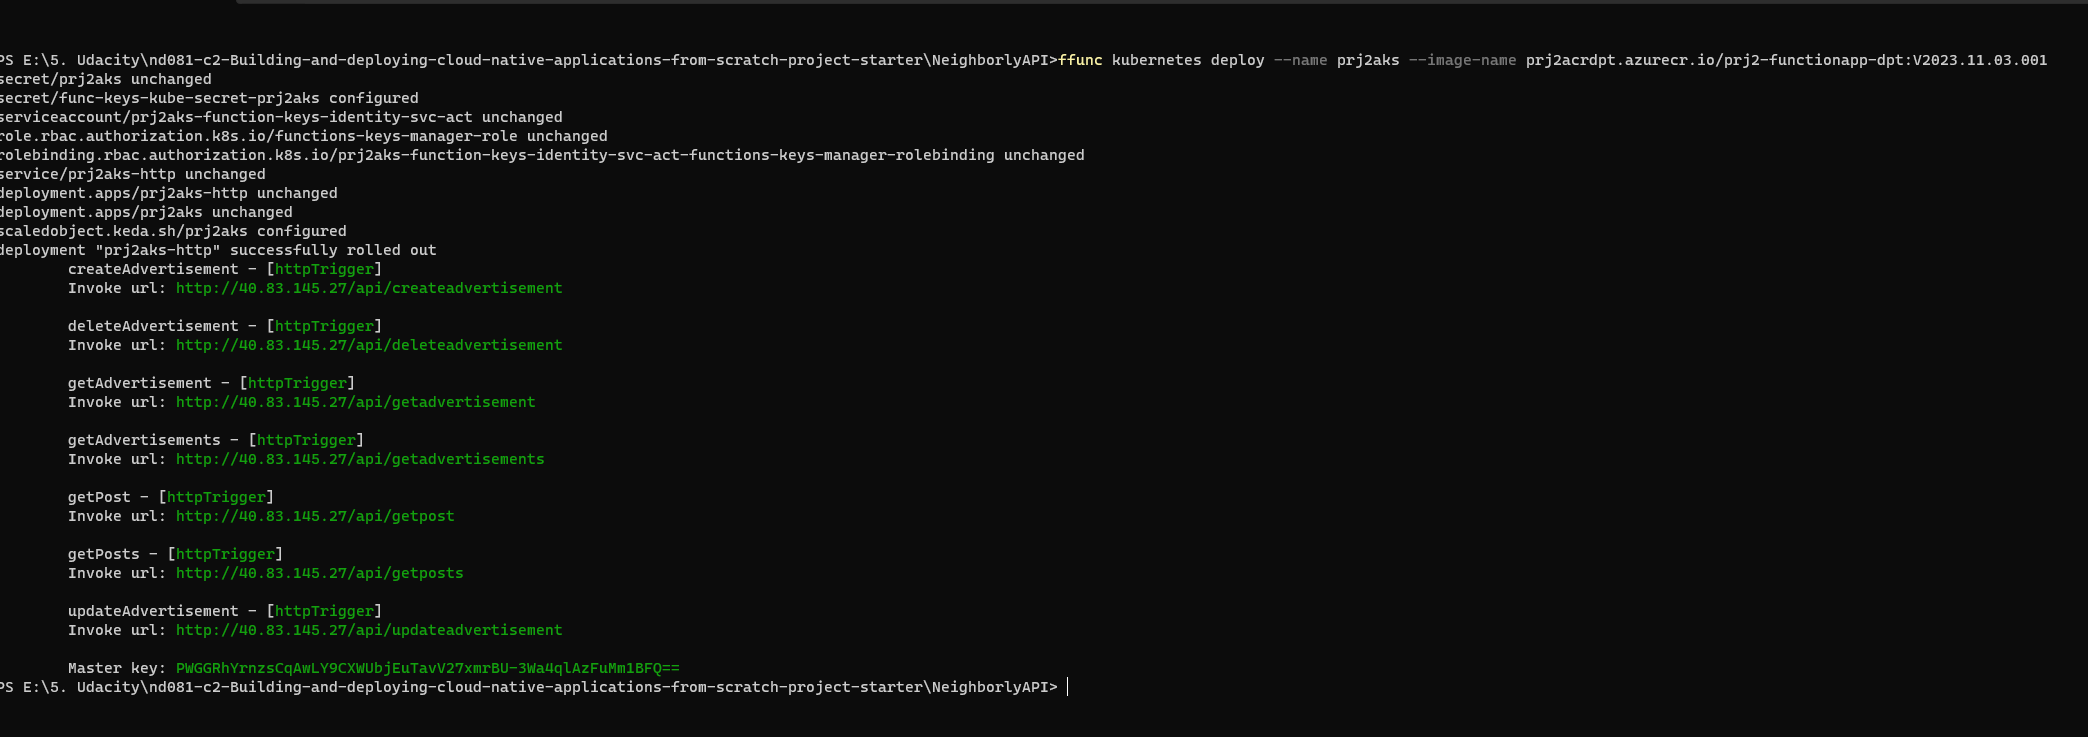 PS E:\5. Udacity\nd081-c2-Building-and-deploying-cloud-native-applications-from-scratch-project-starter\NeighborlyAPI>ffunc kubernetes deploy --name prj2aks --image-name prj2acrdpt.azurecr.io/prj2-functionapp-dpt:V2023.11.03.001
secret/prj2aks unchanged
secret/func-keys-kube-secret-prj2aks configured
serviceaccount/prj2aks-function-keys-identity-svc-act unchanged
role.rbac.authorization.k8s.io/functions-keys-manager-role unchanged
rolebinding.rbac.authorization.k8s.io/prj2aks-function-keys-identity-svc-act-functions-keys-manager-rolebinding unchanged
service/prj2aks-http unchanged
deployment.apps/prj2aks-http unchanged
deployment.apps/prj2aks unchanged
scaledobject.keda.sh/prj2aks configured
deployment "prj2aks-http" successfully rolled out
createAdvertisement - [httpTrigger]
Invoke url: http://40.83.145.27/api/createadvertisement
deleteAdvertisement - [httpTrigger]
Invoke url: http://40.83.145.27/api/deleteadvertisement
getAdvertisement - [httpTrigger]
Invoke url: http://40.83.145.27/api/getadvertisement
getAdvertisements - [httpTrigger]
Invoke url: http://40.83.145.27/api/getadvertisements
getPost - [httpTrigger]
Invoke url: http://40.83.145.27/api/getpost
getPosts - [httpTrigger]
Invoke url: http://40.83.145.27/api/getposts
updateAdvertisement - [httpTrigger]
Invoke url: http://40.83.145.27/api/updateadvertisement
Master key: PWGGRhYrnzsCqAwLY9CXWUbjEuTavV27xmrBU-3Wa4qlAzFuMm1BFQ==
PS E:\5. Udacity\nd081-c2-Building-and-deploying-cloud-native-applications-from-scratch-project-starter\NeighborlyAPI>